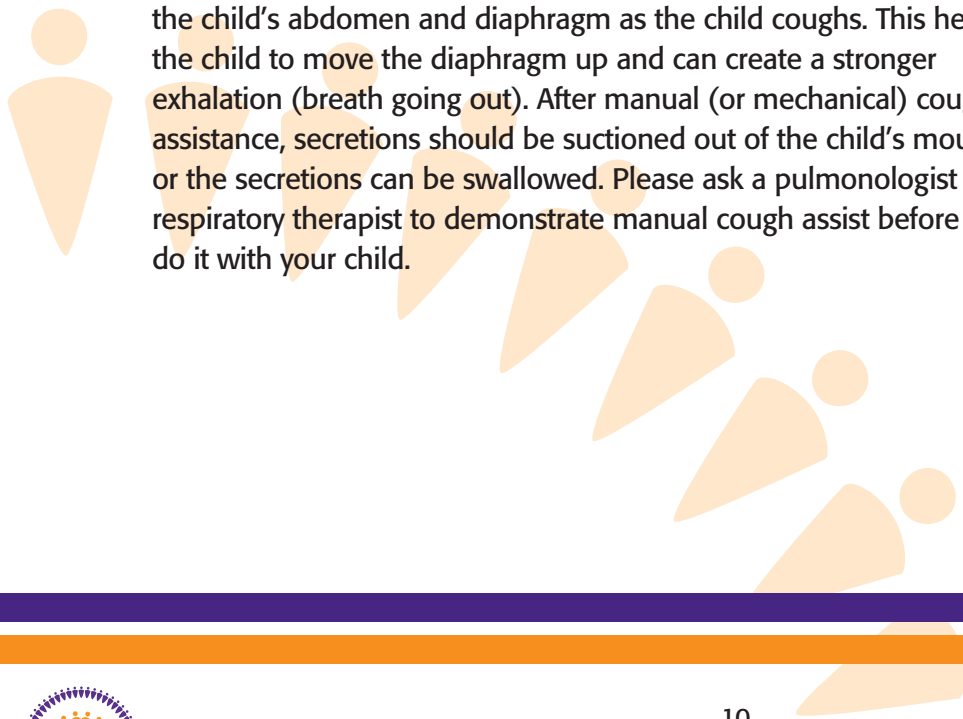 the child's abdomen and diaphragm as the child coughs. This he
the child to move the diaphragm up and can create a stronger
exhalation (breath going out). After manual (or mechanical) cou
assistance, secretions should be suctioned out of the child's mou
or the secretions can be swallowed. Please ask a pulmonologist
respiratory therapist to demonstrate manual cough assist before
do it with your child.
10